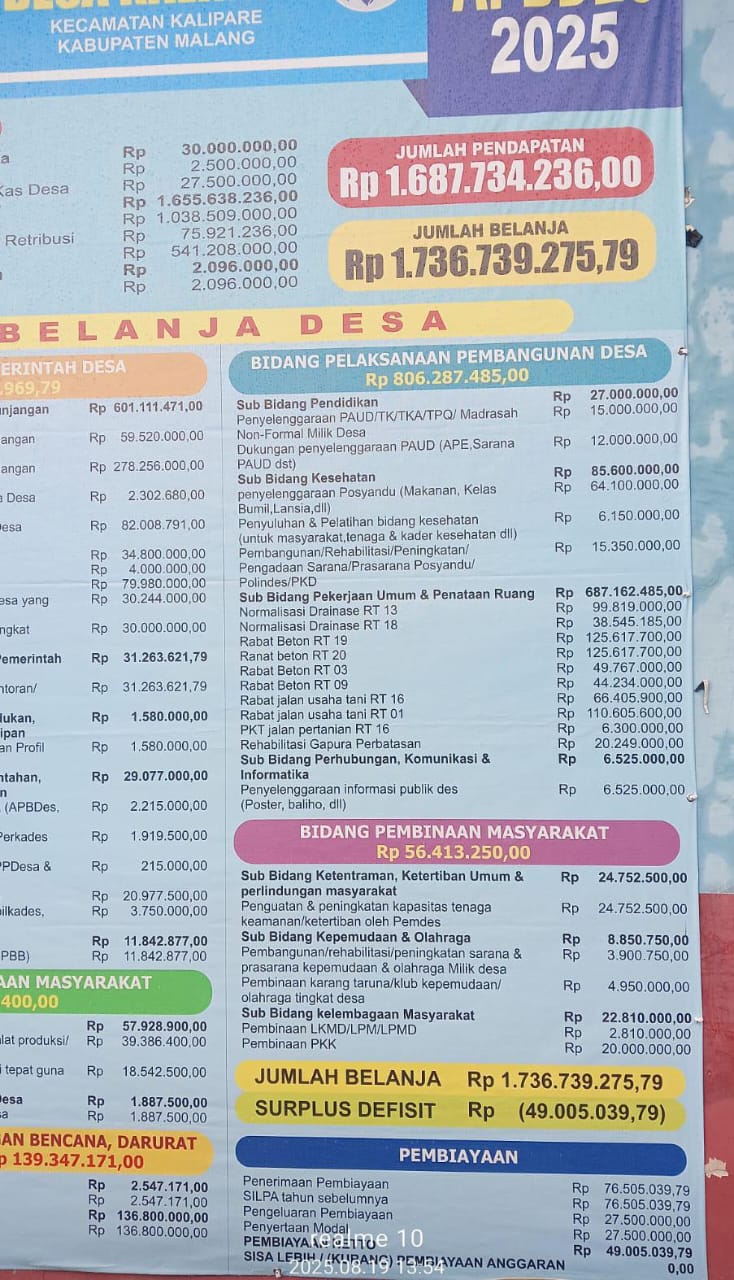 KECAMATAN KALIPARE
KABUPATEN MALANG
2025
Rp 30.000.000,00
Rp 2.500.000,00
Kas Desa Rp 27.500.000,00
Rp 1.655.638.236,00
Rp 1.038.509.000,00
Retribusi Rp 75.921.236,00
Rp 541.208.000,00
Rp 2.096.000,00
Rp 2.096.000,00
JUMLAH PENDAPATAN
Rp 1.687.734.236,00
JUMLAH BELANJA
Rp 1.736.739.275,79
BELANJA DESA
ERINTAH DESA
.969,79
njangan Rp 601.111.471,00
angan Rp 59.520.000,00
angan Rp 278.256.000,00
a Desa Rp 2.302.680,00
esa Rp 82.008.791,00
Rp 34.800.000,00
Rp 4.000.000,00
Rp 79.980.000,00
esa yang Rp 30.244.000,00
ngkat Rp 30.000.000,00
Pemerintah Rp 31.263.621,79
ntoran/ Rp 31.263.621,79
dukan, Rp 1.580.000,00
ipan
an Profil Rp 1.580.000,00
ntahan, Rp 29.077.000,00
n
(APBDes, Rp 2.215.000,00
Perkades Rp 1.919.500,00
PPDesa & Rp 215.000,00
Rp 20.977.500,00
pilkades, Rp 3.750.000,00
Rp 11.842.877,00
PBB) Rp 11.842.877,00
AAN MASYARAKAT
400,00
Rp 57.928.900,00
alat produksi/ Rp 39.386.400,00
i tepat guna Rp 18.542.500,00
Desa Rp 1.887.500,00
sa Rp 1.887.500,00
GAN BENCANA, DARURAT
p 139.347.171,00
Rp 2.547.171,00
Rp 2.547.171,00
Rp 136.800.000,00
Rp 136.800.000,00
BIDANG PELAKSANAAN PEMBANGUNAN DESA
Rp 806.287.485,00
Sub Bidang Pendidikan Rp 27.000.000,00
Penyelenggaraan PAUD/TK/TKA/TPQ/ Madrasah Rp 15.000.000,00
Non-Formal Milik Desa
Dukungan penyelenggaraan PAUD (APE,Sarana Rp 12.000.000,00
PAUD dst)
Sub Bidang Kesehatan Rp 85.600.000,00
penyelenggaraan Posyandu (Makanan, Kelas Rp 64.100.000,00
Bumil,Lansia,dll)
Penyuluhan & Pelatihan bidang kesehatan Rp 6.150.000,00
(untuk masyarakat,tenaga & kader kesehatan dll)
Pembangunan/Rehabilitasi/Peningkatan/ Rp 15.350.000,00
Pengadaan Sarana/Prasarana Posyandu/
Polindes/PKD
Sub Bidang Pekerjaan Umum & Penataan Ruang Rp 687.162.485,00
Normalisasi Drainase RT 13 Rp 99.819.000,00
Normalisasi Drainase RT 18 Rp 38.545.185,00
Rabat Beton RT 19 Rp 125.617.700,00
Ranat beton RT 20 Rp 125.617.700,00
Rabat Beton RT 03 Rp 49.767.000,00
Rabat Beton RT 09 Rp 44.234.000,00
Rabat jalan usaha tani RT 16 Rp 66.405.900,00
Rabat jalan usaha tani RT 01 Rp 110.605.600,00
PKT jalan pertanian RT 16 Rp 6.300.000,00
Rehabilitasi Gapura Perbatasan Rp 20.249.000,00
Sub Bidang Perhubungan, Komunikasi & Rp 6.525.000,00
Informatika
Penyelenggaraan informasi publik des Rp 6.525.000,00
(Poster, baliho, dll)
BIDANG PEMBINAAN MASYARAKAT
Rp 56.413.250,00
Sub Bidang Ketentraman, Ketertiban Umum & Rp 24.752.500,00
perlindungan masyarakat
Penguatan & peningkatan kapasitas tenaga Rp 24.752.500,00
keamanan/ketertiban oleh Pemdes
Sub Bidang Kepemudaan & Olahraga Rp 8.850.750,00
Pembangunan/rehabilitasi/peningkatan sarana & Rp 3.900.750,00
prasarana kepemudaan & olahraga Milik desa
Pembinaan karang taruna/klub kepemudaan/ Rp 4.950.000,00
olahraga tingkat desa
Sub Bidang kelembagaan Masyarakat Rp 22.810.000,00
Pembinaan LKMD/LPM/LPMD Rp 2.810.000,00
Pembinaan PKK Rp 20.000.000,00
JUMLAH BELANJA Rp 1.736.739.275,79
SURPLUS DEFISIT Rp (49.005.039,79)
PEMBIAYAAN
Penerimaan Pembiayaan Rp 76.505.039,79
SILPA tahun sebelumnya Rp 76.505.039,79
Pengeluaran Pembiayaan Rp 27.500.000,00
Penyertaan Modal Rp 27.500.000,00
PEMBIAYAAN NETTO Rp 49.005.039,79
SISA LEBIH / (KURANG) PEMBIAYAAN ANGGARAN 0,00
realme 10
2025.08.19 13:54